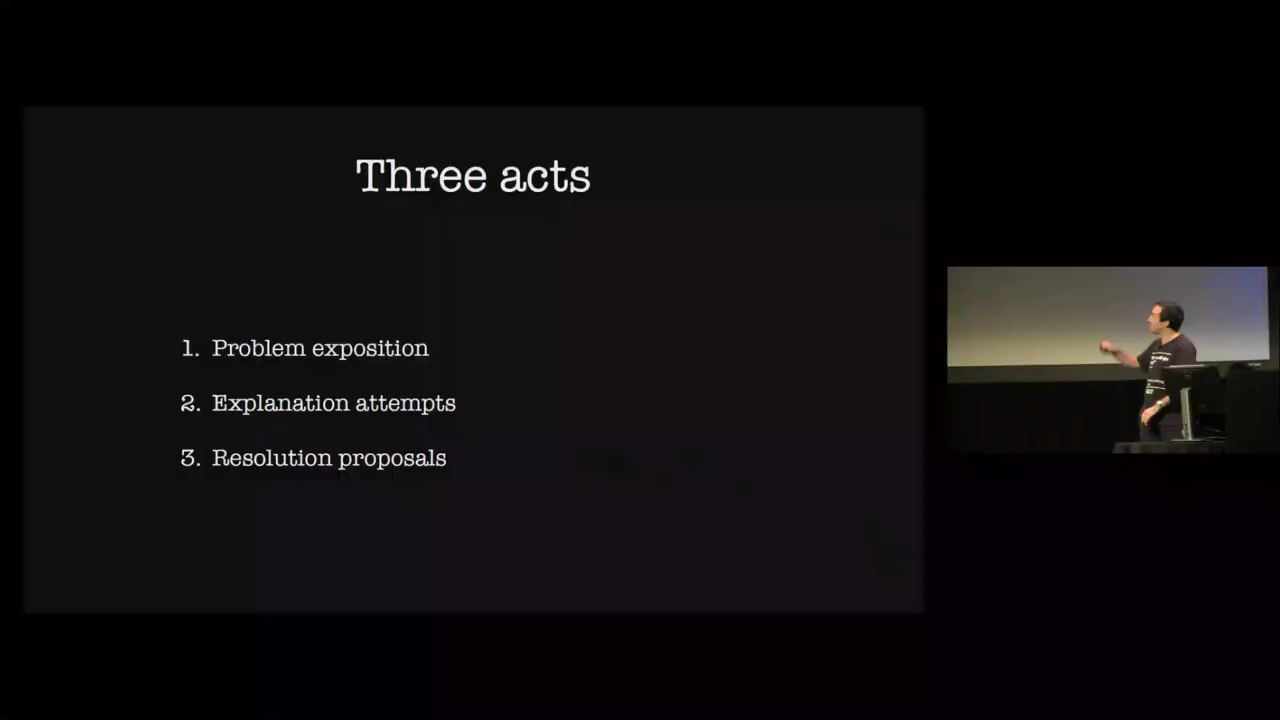 Three acts
1. Problem exposition
2. Explanation attempts
3. Resolution proposals